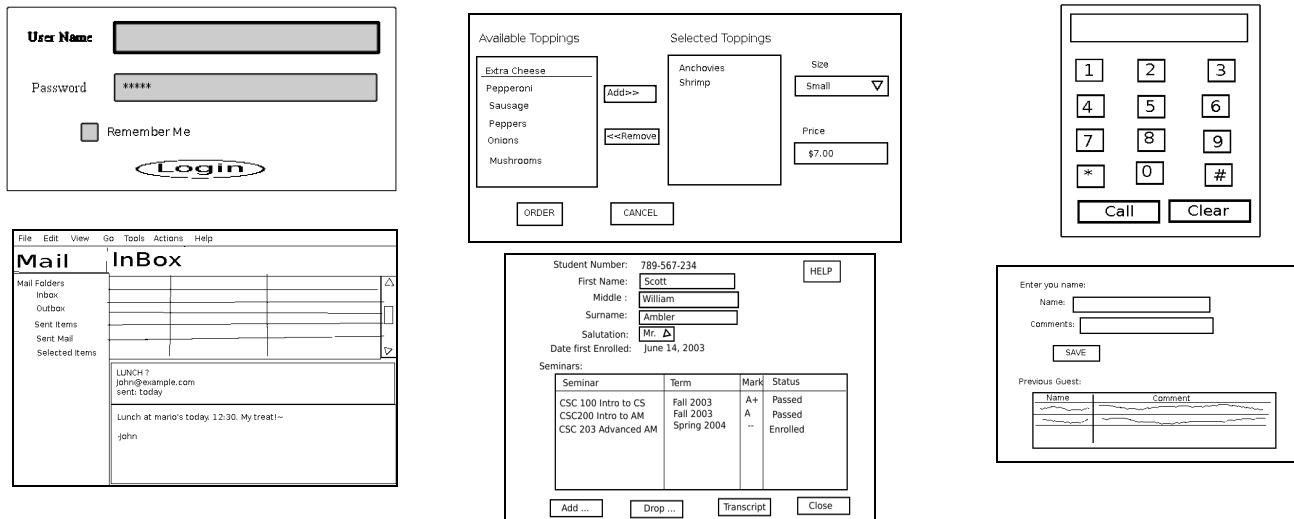 User Name
Password *****
Remember Me
Login
Available Toppings
Extra Cheese
Pepperoni
Sausage
Peppers
Onions
Mushrooms
Add>>
<<Remove
Selected Toppings
Anchovies
Shrimp
Size
Small
Price
$7.00
ORDER CANCEL
1 2 3
4 5 6
7 8 9
* 0 #
Call Clear
File Edit View Go Tools Actions Help
Mail InBox
Mail Folders
Inbox
Outbox
Sent Items
Sent Mail
Selected Items
LUNCH ?
john@example.com
sent: today
Lunch at mario's today. 12:30. My treat!~
-john
Student Number: 789-567-234
HELP
First Name: Scott
Middle : William
Surname: Ambler
Salutation: Mr.
Date first Enrolled: June 14, 2003
Seminars:
Seminar Term Mark Status
CSC 100 Intro to CS Fall 2003 A+ Passed
CSC200 Intro to AM Fall 2003 A Passed
CSC 203 Advanced AM Spring 2004 -- Enrolled
Add ... Drop ... Transcript Close
Enter you name:
Name:
Comments:
SAVE
Previous Guest:
Name Comment